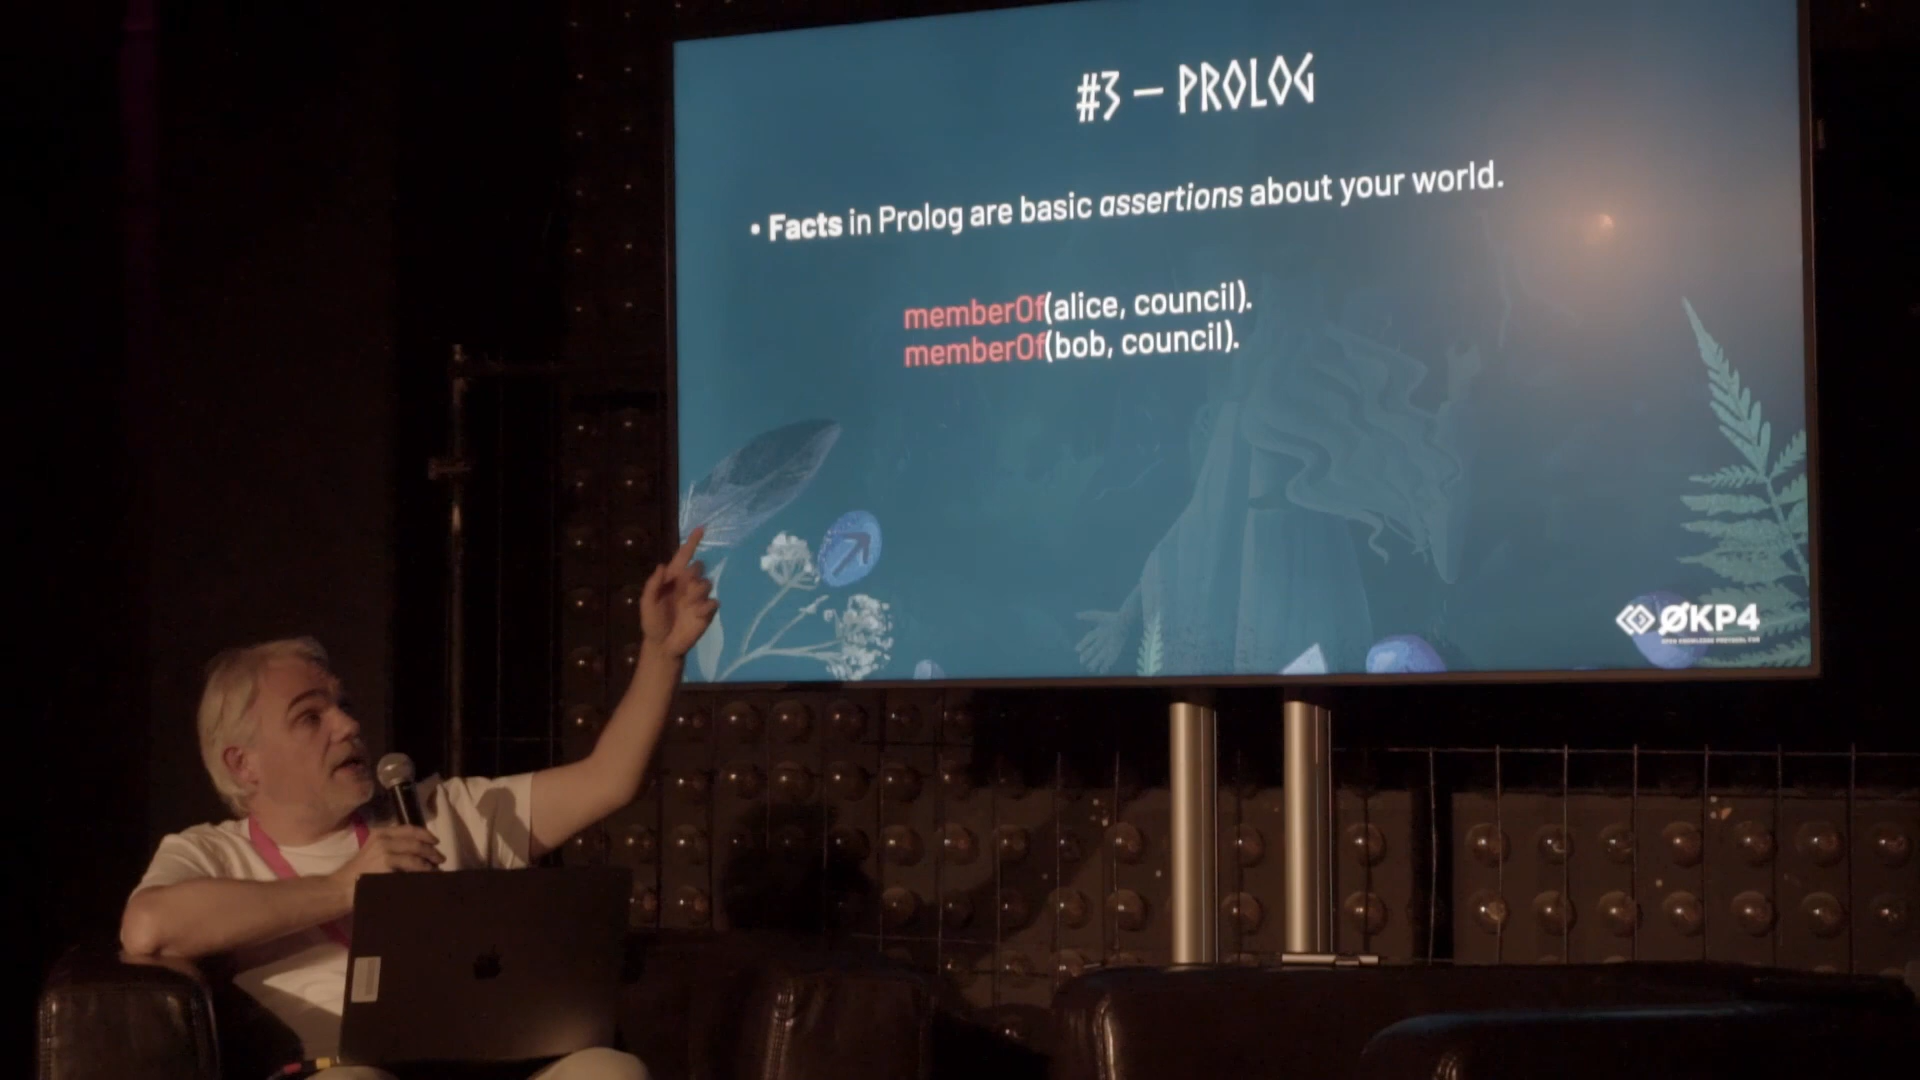 #3 – PROLOG
• Facts in Prolog are basic assertions about your world.
memberOf(alice, council).
memberOf(bob, council).
ØKP4